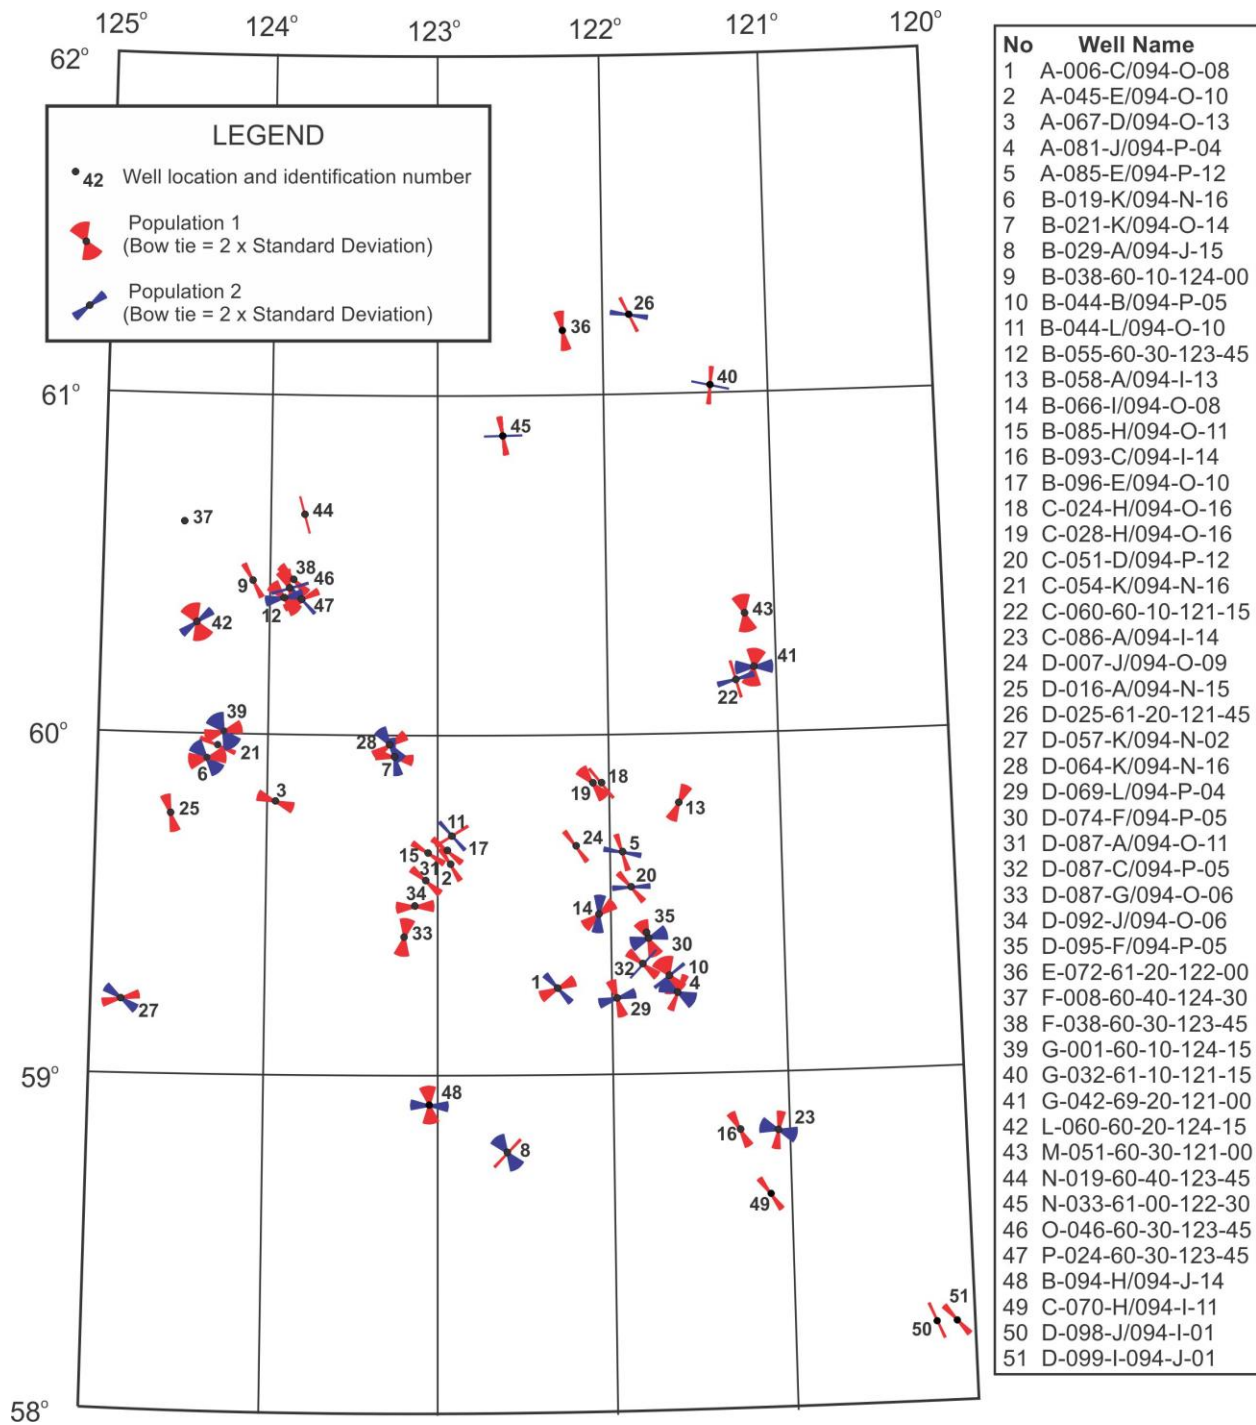 125° 124° 123° 122° 121° 120°
62°
LEGEND
42 Well location and identification number
Population 1
(Bow tie = 2 x Standard Deviation)
Population 2
(Bow tie = 2 x Standard Deviation)
26
36
61°
40
45
44
37
38
46
9
47
12
42
43
41
22
39
60°
21
28
6
7
18
19
3
25
13
11
24
5
15
17
31
2
20
34
14
35
33
30
32
10
1
4
29
27
59°
48
23
16
8
49
51
50
58°
No Well Name
1 A-006-C/094-O-08
2 A-045-E/094-O-10
3 A-067-D/094-O-13
4 A-081-J/094-P-04
5 A-085-E/094-P-12
6 B-019-K/094-N-16
7 B-021-K/094-O-14
8 B-029-A/094-J-15
9 B-038-60-10-124-00
10 B-044-B/094-P-05
11 B-044-L/094-O-10
12 B-055-60-30-123-45
13 B-058-A/094-I-13
14 B-066-I/094-O-08
15 B-085-H/094-O-11
16 B-093-C/094-I-14
17 B-096-E/094-O-10
18 C-024-H/094-O-16
19 C-028-H/094-O-16
20 C-051-D/094-P-12
21 C-054-K/094-N-16
22 C-060-60-10-121-15
23 C-086-A/094-I-14
24 D-007-J/094-O-09
25 D-016-A/094-N-15
26 D-025-61-20-121-45
27 D-057-K/094-N-02
28 D-064-K/094-N-16
29 D-069-L/094-P-04
30 D-074-F/094-P-05
31 D-087-A/094-O-11
32 D-087-C/094-P-05
33 D-087-G/094-O-06
34 D-092-J/094-O-06
35 D-095-F/094-P-05
36 E-072-61-20-122-00
37 F-008-60-40-124-30
38 F-038-60-30-123-45
39 G-001-60-10-124-15
40 G-032-61-10-121-15
41 G-042-69-20-121-00
42 L-060-60-20-124-15
43 M-051-60-30-121-00
44 N-019-60-40-123-45
45 N-033-61-00-122-30
46 O-046-60-30-123-45
47 P-024-60-30-123-45
48 B-094-H/094-J-14
49 C-070-H/094-I-11
50 D-098-J/094-I-01
51 D-099-I-094-J-01